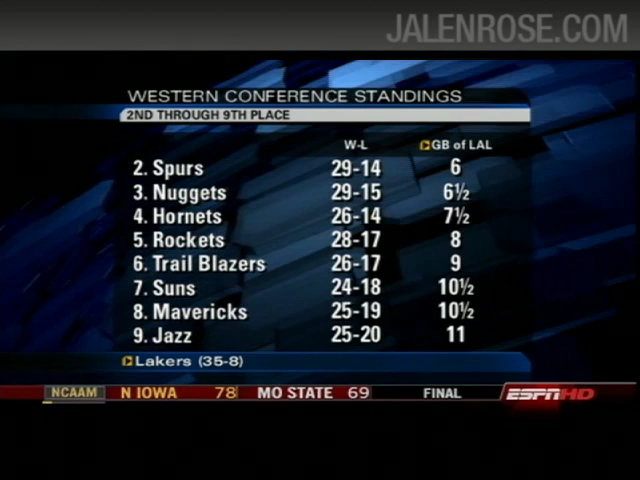 JALENROSE.COM
WESTERN CONFERENCE STANDINGS
2ND THROUGH 9TH PLACE
W-L GB of LAL
2. Spurs 29-14 6
3. Nuggets 29-15 6½
4. Hornets 26-14 7½
5. Rockets 28-17 8
6. Trail Blazers 26-17 9
7. Suns 24-18 10½
8. Mavericks 25-19 10½
9. Jazz 25-20 11
Lakers (35-8)
NCAAM N IOWA 78 MO STATE 69 FINAL ESPNHD